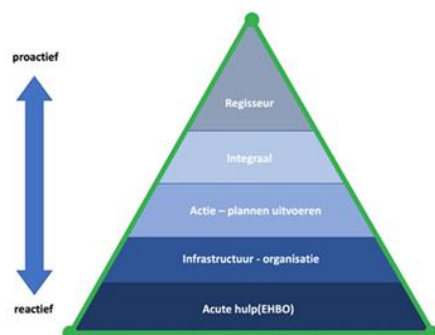 proactief
Regisseur
Integraal
Actie – plannen uitvoeren
Infrastructuur - organisatie
reactief
Acute hulp(EHBO)